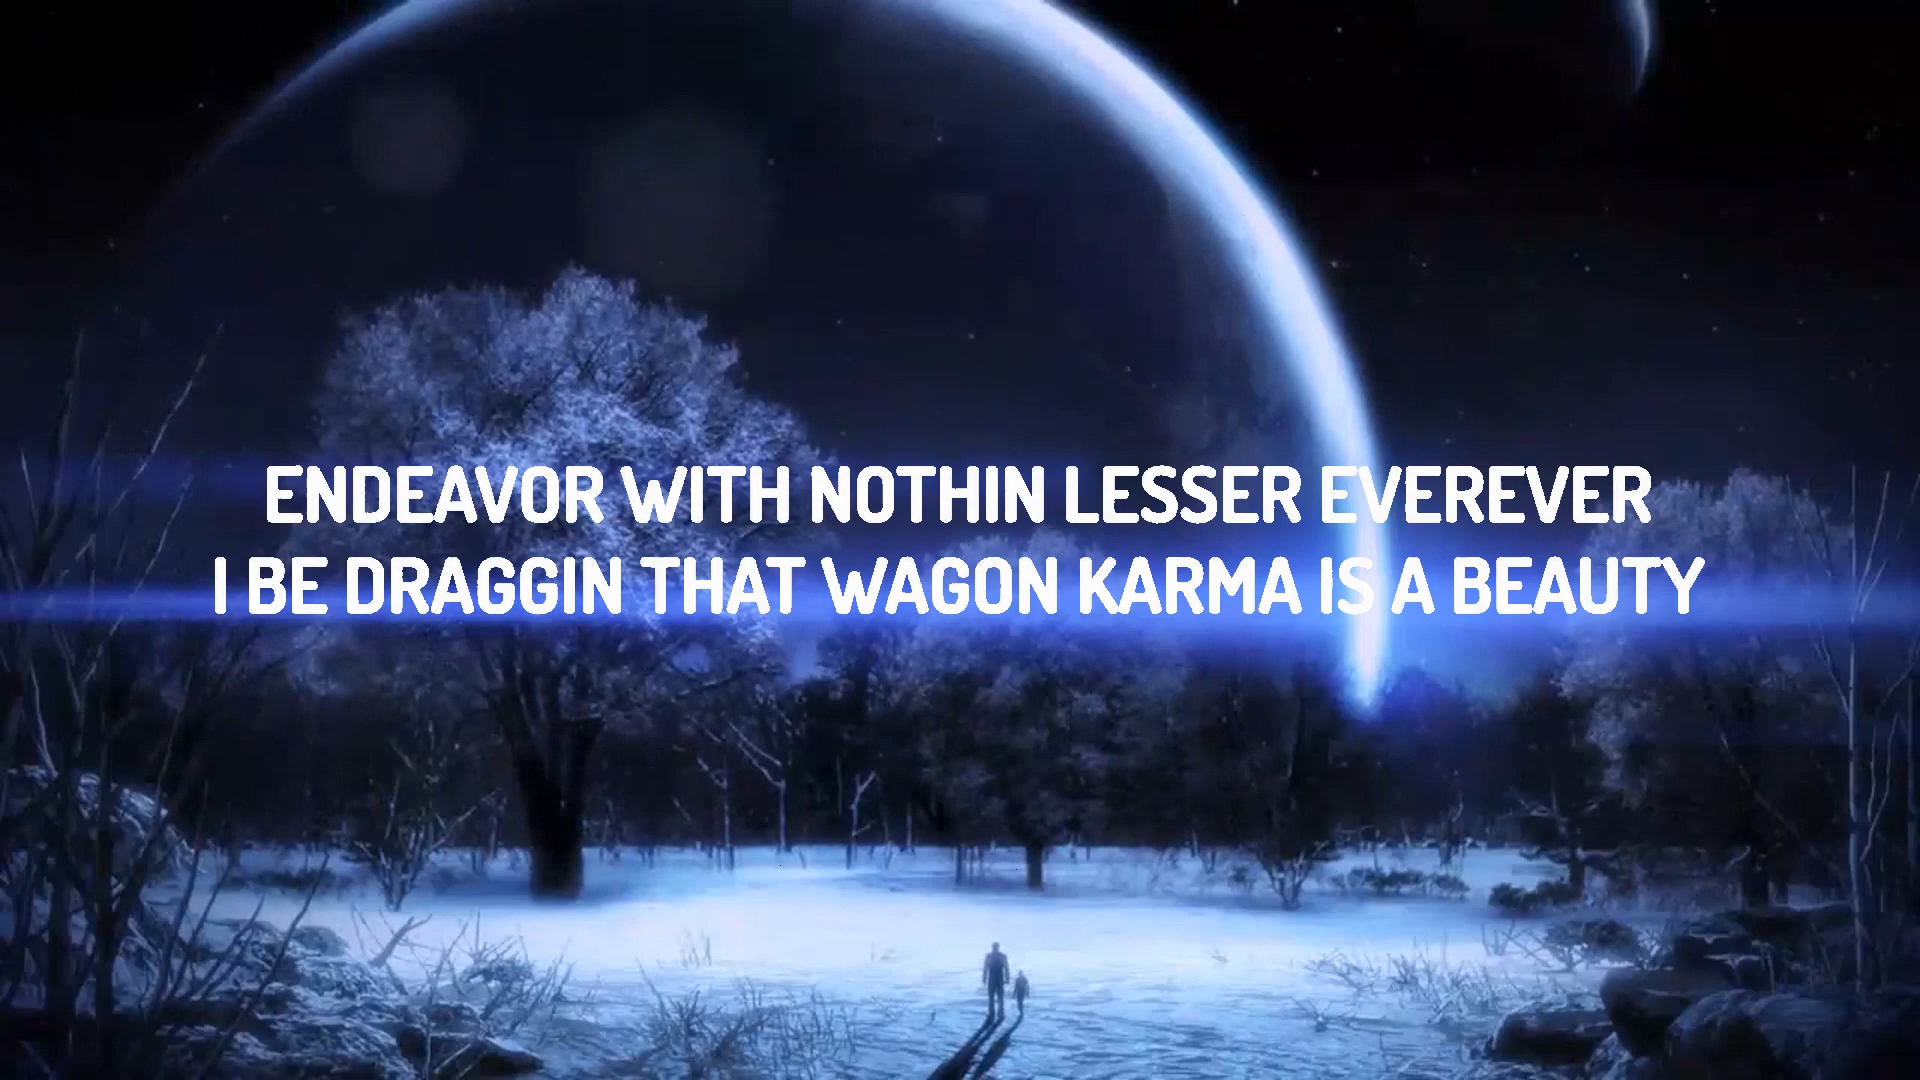 ENDEAVOR WITH NOTHIN LESSER EVEREVER
I BE DRAGGIN THAT WAGON KARMA IS A BEAUTY